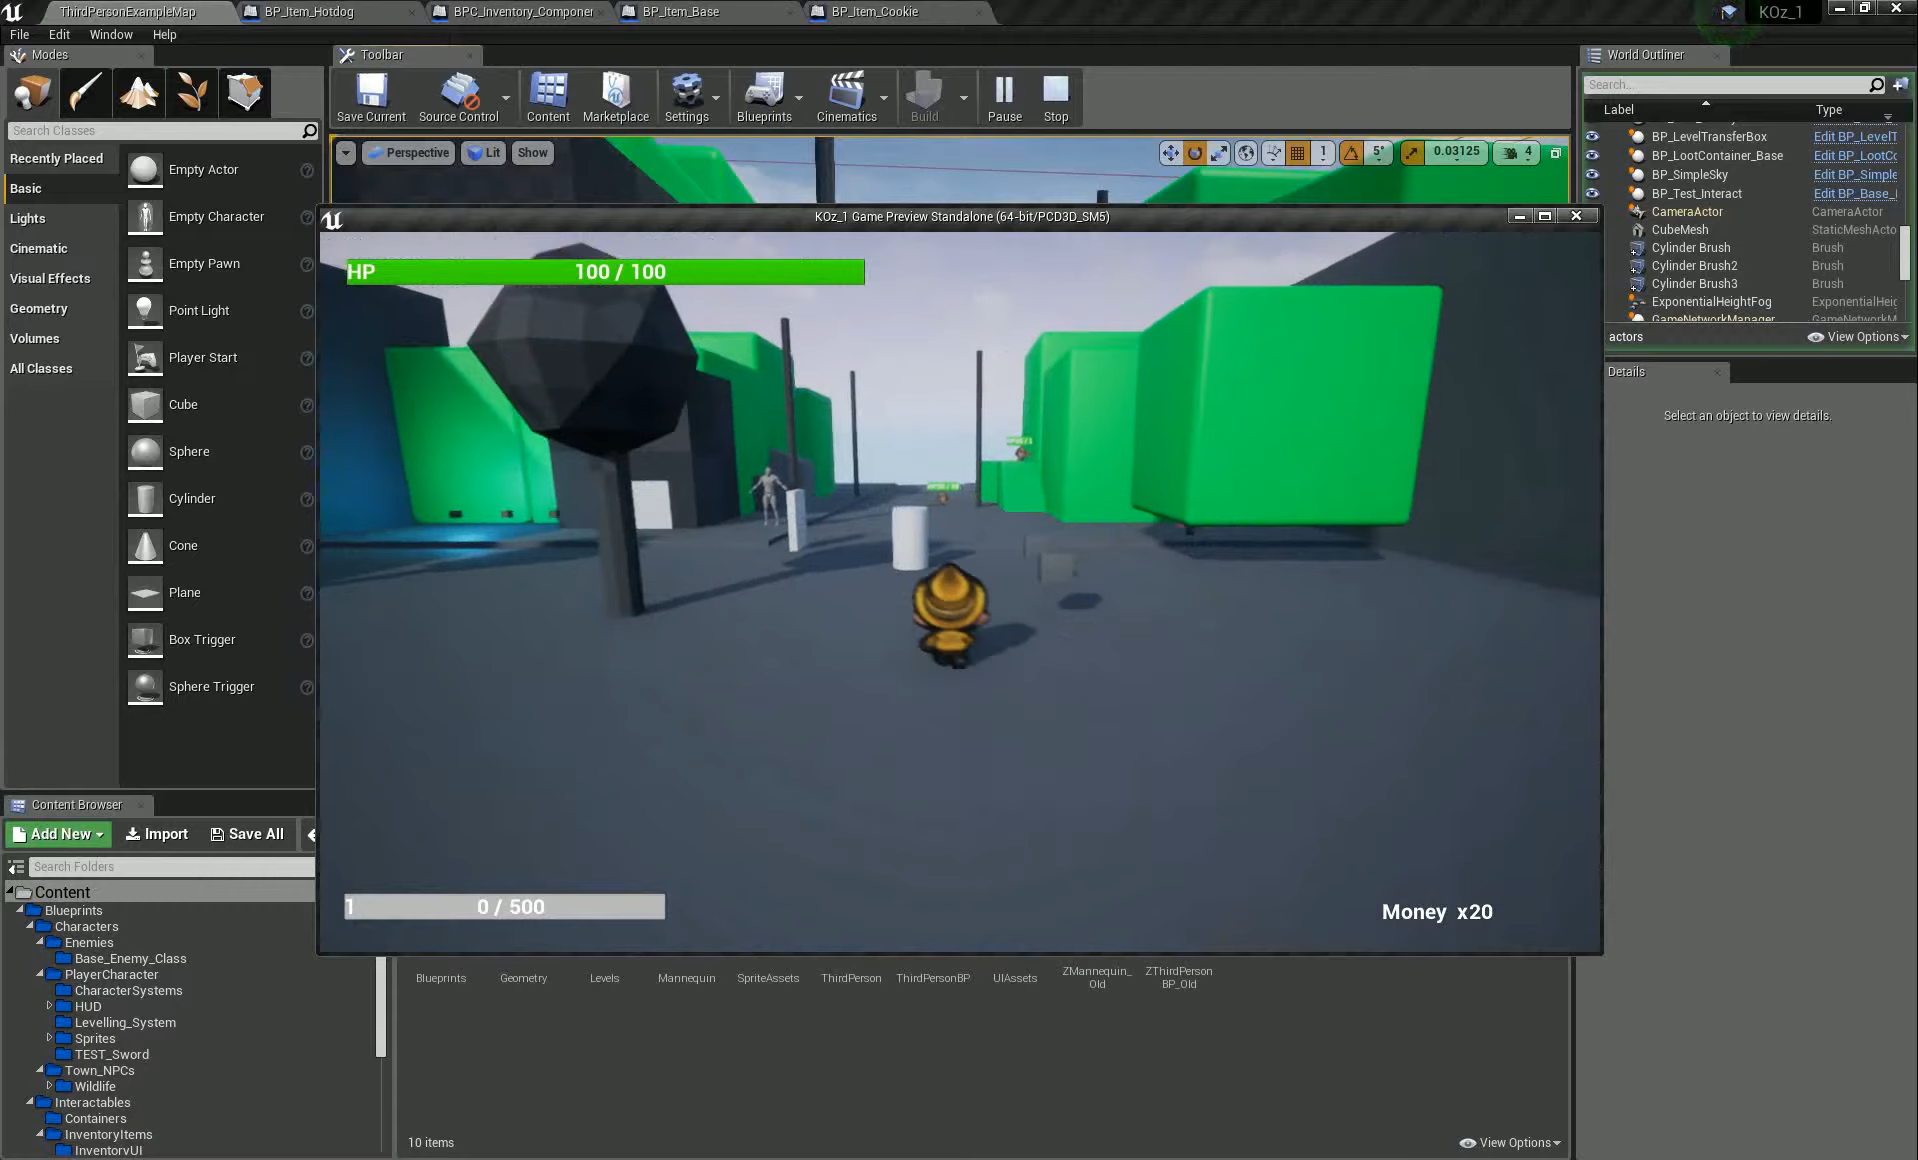 ThirdPersonExampleMap
BP_Item_Hotdog
BPC_Inventory_Componen
BP_Item_Base
BP_Item_Cookie
KOz_1
File Edit Window Help
Modes
Toolbar
World Outliner
Save Current
Source Control
Content
Marketplace
Settings
Blueprints
Cinematics
Build
Pause
Stop
Search...
Label Type
Search Classes
Recently Placed
Basic
Lights
Cinematic
Visual Effects
Geometry
Volumes
All Classes
Empty Actor
Empty Character
Empty Pawn
Point Light
Player Start
Cube
Sphere
Cylinder
Cone
Plane
Box Trigger
Sphere Trigger
Perspective Lit Show
1 5° 0.03125 4
BP_LevelTransferBox Edit BP_LevelT
BP_LootContainer_Base Edit BP_LootCo
BP_SimpleSky Edit BP_Simple
BP_Test_Interact Edit BP_Base_I
CameraActor CameraActor
CubeMesh StaticMeshActo
Cylinder Brush Brush
Cylinder Brush2 Brush
Cylinder Brush3 Brush
ExponentialHeightFog ExponentialHeig
GameNetworkManager GameNetworkM
actors View Options
Details
Select an object to view details.
KOz_1 Game Preview Standalone (64-bit/PCD3D_SM5)
HP 100 / 100
1 0 / 500
Money x20
Content Browser
Add New Import Save All
Search Folders
Content
Blueprints
Characters
Enemies
Base_Enemy_Class
PlayerCharacter
CharacterSystems
HUD
Levelling_System
Sprites
TEST_Sword
Town_NPCs
Wildlife
Interactables
Containers
InventoryItems
InventoryUI
Blueprints
Geometry
Levels
Mannequin
SpriteAssets
ThirdPerson
ThirdPersonBP
UIAssets
ZMannequin_
Old
ZThirdPerson
BP_Old
10 items
View Options